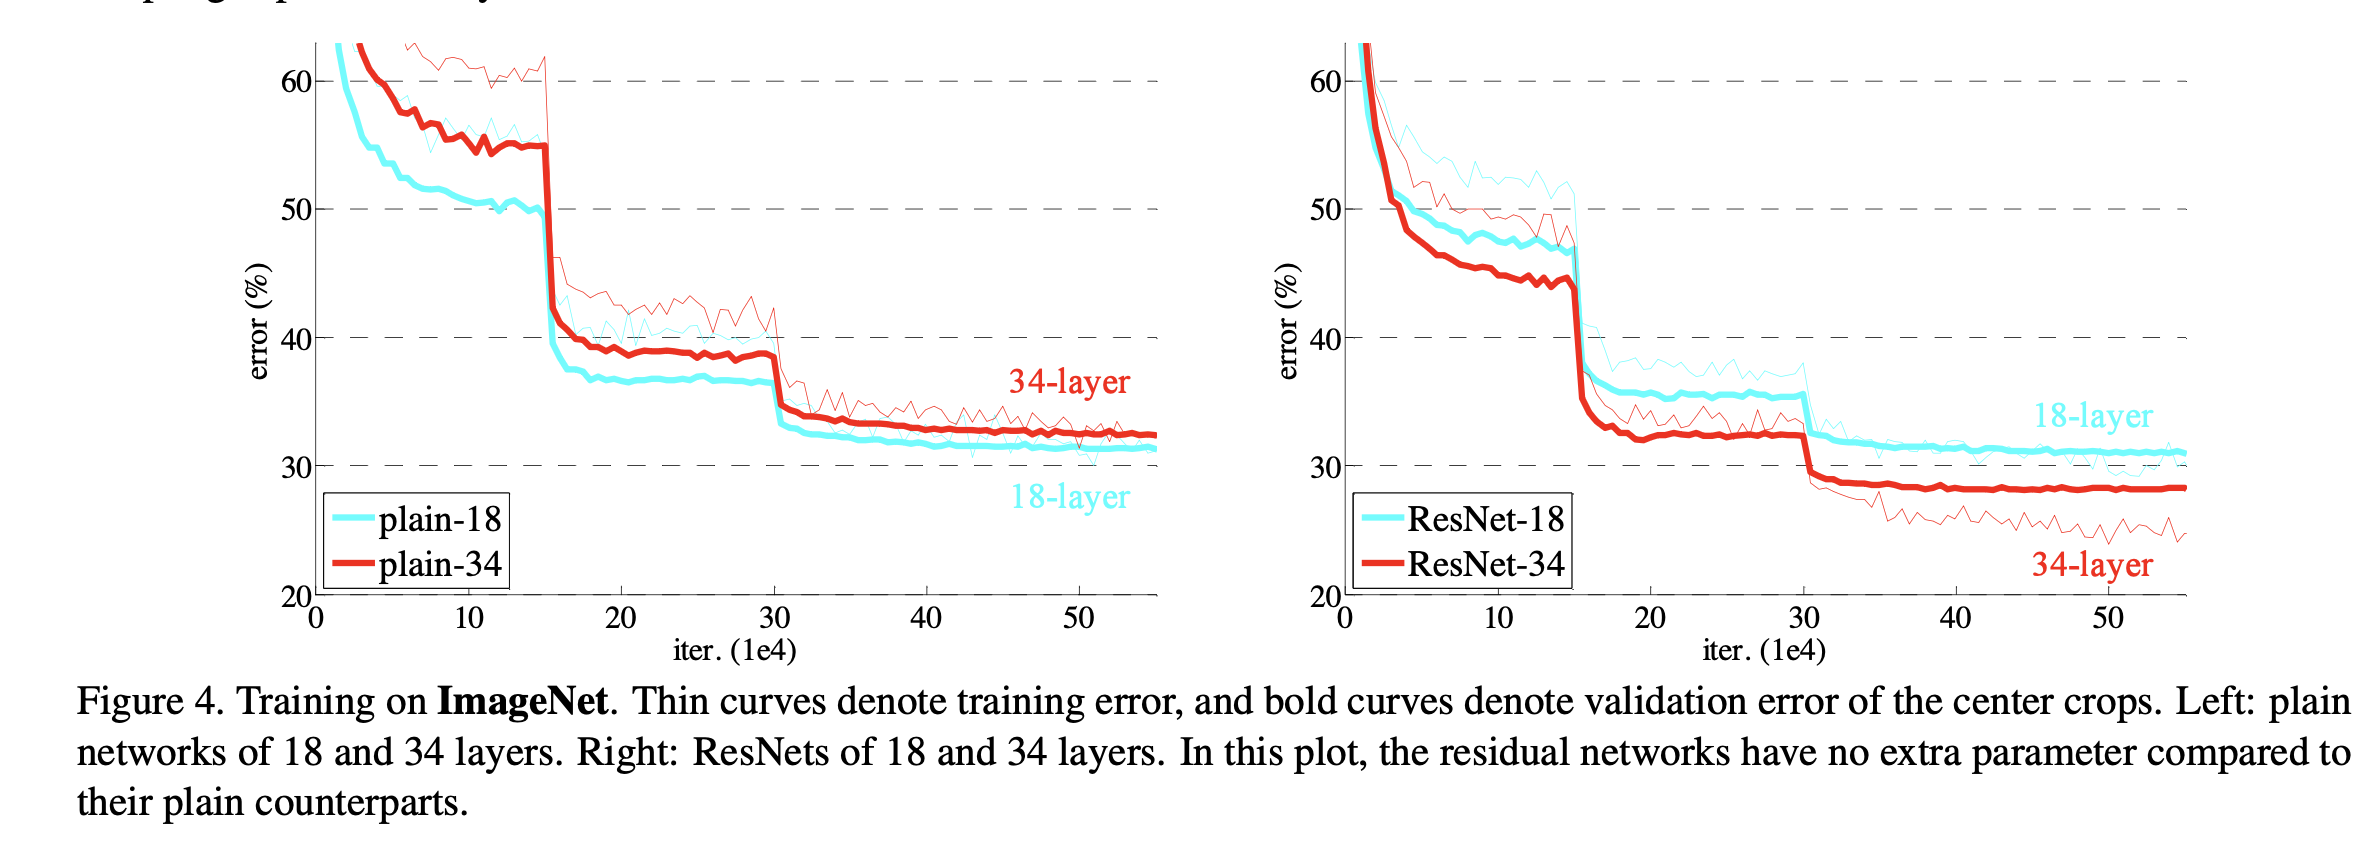 60
50
40
30
20
error (%)
34-layer
18-layer
plain-18
plain-34
0 10 20 30 40 50
iter. (1e4)
60
50
40
30
20
error (%)
18-layer
34-layer
ResNet-18
ResNet-34
0 10 20 30 40 50
iter. (1e4)
Figure 4. Training on ImageNet. Thin curves denote training error, and bold curves denote validation error of the center crops. Left: plain
networks of 18 and 34 layers. Right: ResNets of 18 and 34 layers. In this plot, the residual networks have no extra parameter compared to
their plain counterparts.